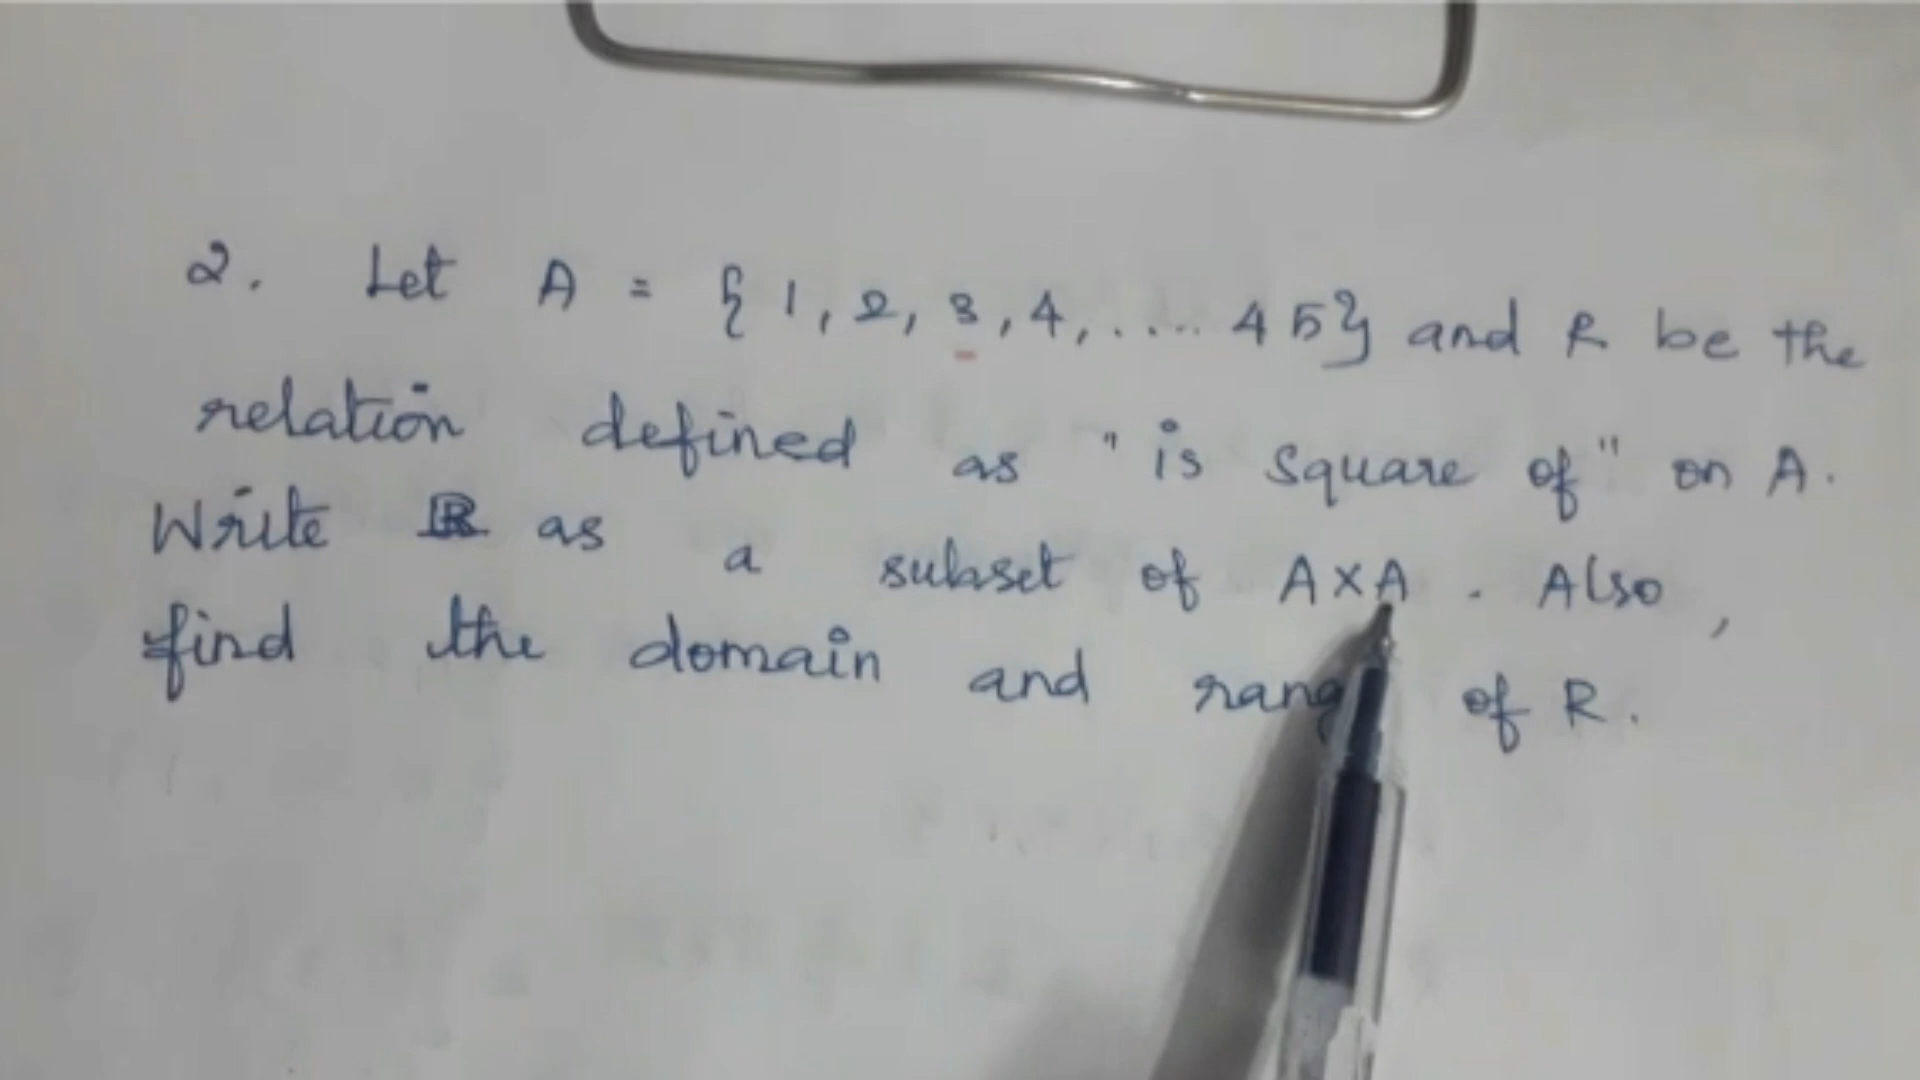 2. Let A = { 1, 2, 3, 4, .... 45} and R be the
relation defined as "is square of" on A.
Write R as a subset of A×A. Also,
find the domain and of R.